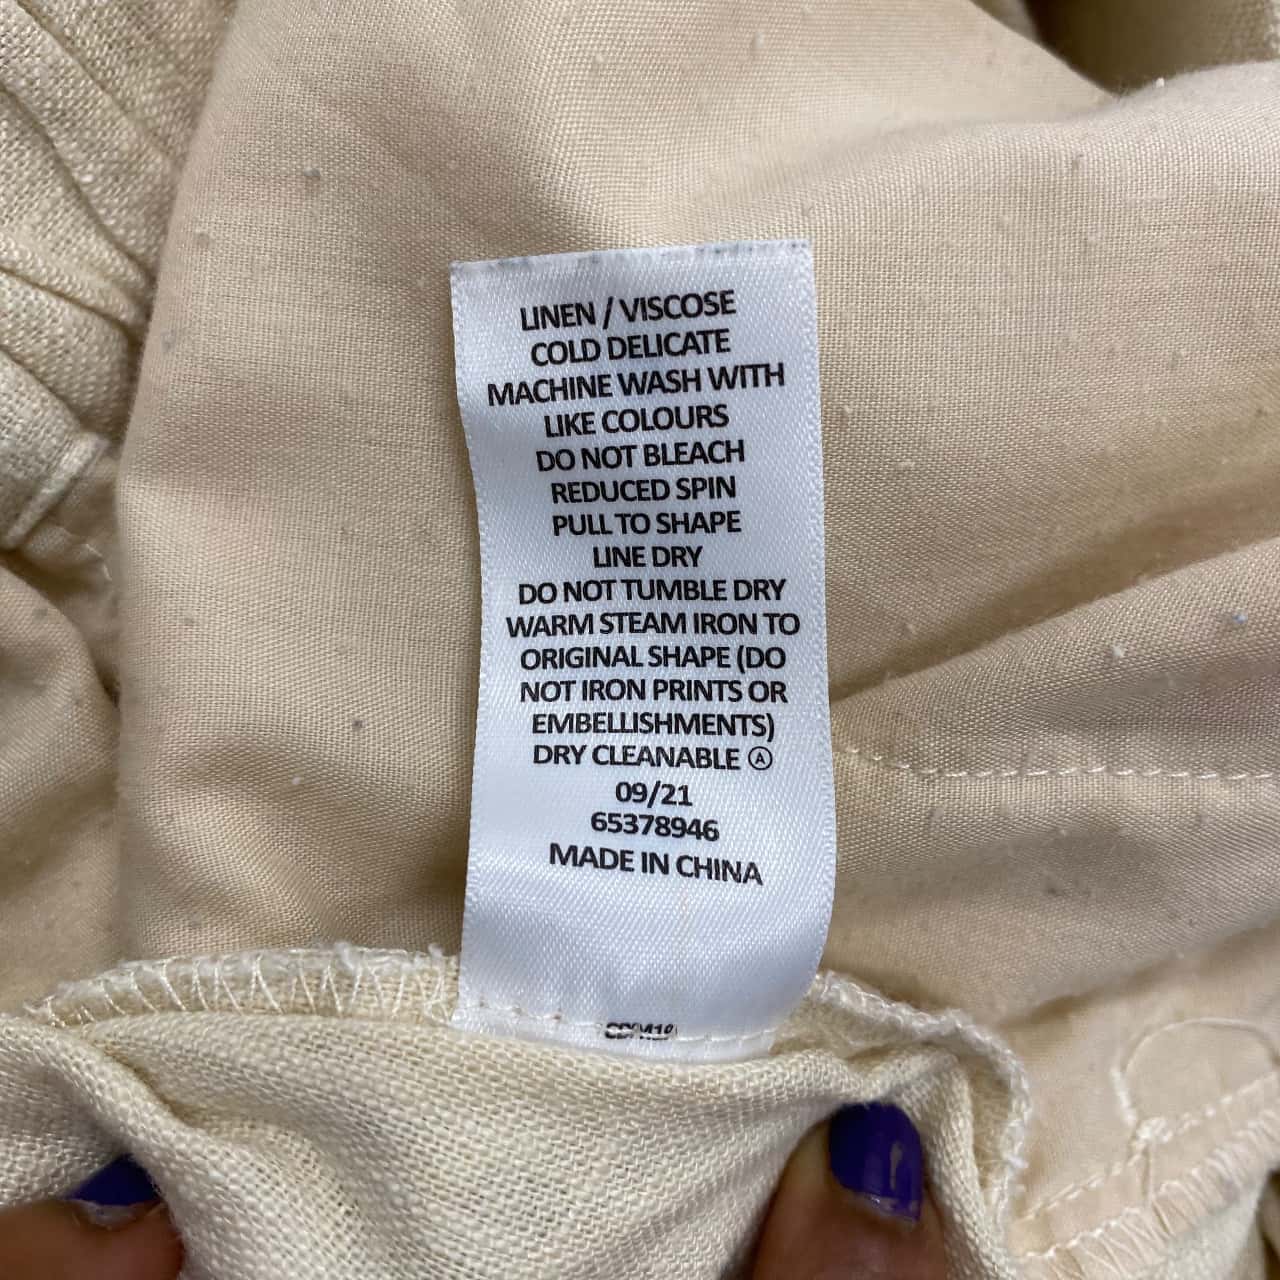 LINEN / VISCOSE
COLD DELICATE
MACHINE WASH WITH
LIKE COLOURS
DO NOT BLEACH
REDUCED SPIN
PULL TO SHAPE
LINE DRY
DO NOT TUMBLE DRY
WARM STEAM IRON TO
ORIGINAL SHAPE (DO
NOT IRON PRINTS OR
EMBELLISHMENTS)
DRY CLEANABLE Ⓐ
09/21
65378946
MADE IN CHINA